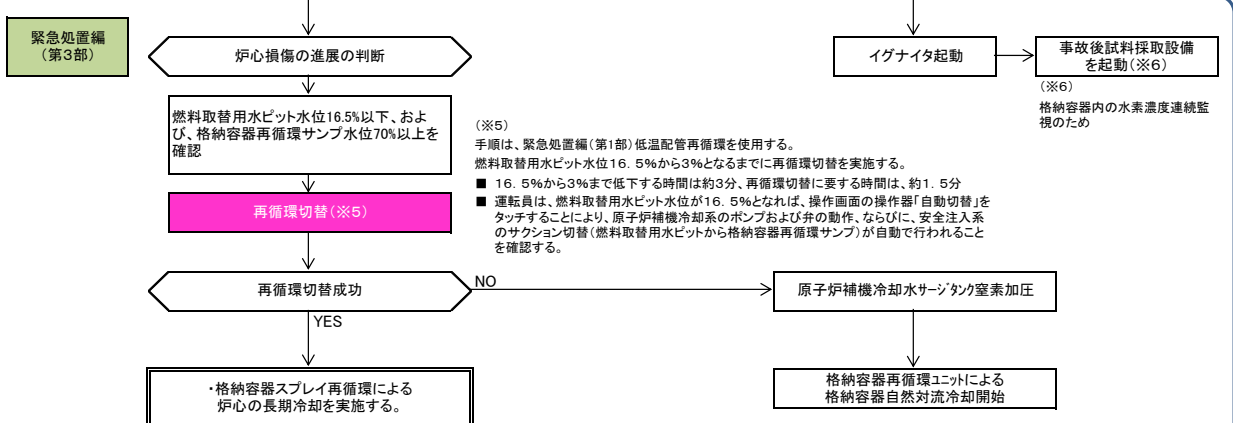 緊急処置編
(第3部)
炉心損傷の進展の判断
イグナイタ起動
事故後試料採取設備
を起動(※6)
(※6)
格納容器内の水素濃度連続監
視のため
燃料取替用水ピット水位16.5%以下、およ
び、格納容器再循環サンプ水位70%以上を
確認
(※5)
手順は、緊急処置編(第1部)低温配管再循環を使用する。
燃料取替用水ピット水位16.5%から3%となるまでに再循環切替を実施する。
■ 16.5%から3%まで低下する時間は約3分、再循環切替に要する時間は、約1.5分
■ 運転員は、燃料取替用水ピット水位が16.5%となれば、操作画面の操作器「自動切替」を
タッチすることにより、原子炉補機冷却系のポンプおよび弁の動作、ならびに、安全注入系
のサクション切替(燃料取替用水ピットから格納容器再循環サンプ)が自動で行われること
を確認する。
再循環切替(※5)
再循環切替成功
NO
原子炉補機冷却水サージタンク窒素加圧
YES
・格納容器スプレイ再循環による
炉心の長期冷却を実施する。
格納容器再循環ユニットによる
格納容器自然対流冷却開始